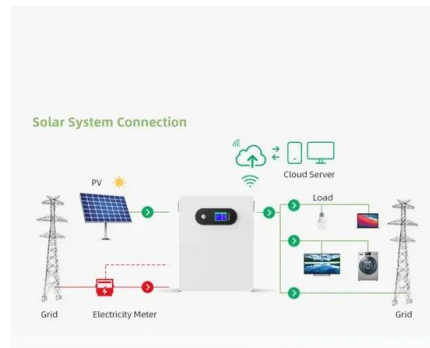 Solar System Connection
Cloud Server
PV
Load
Grid
Electricity Meter
Grid